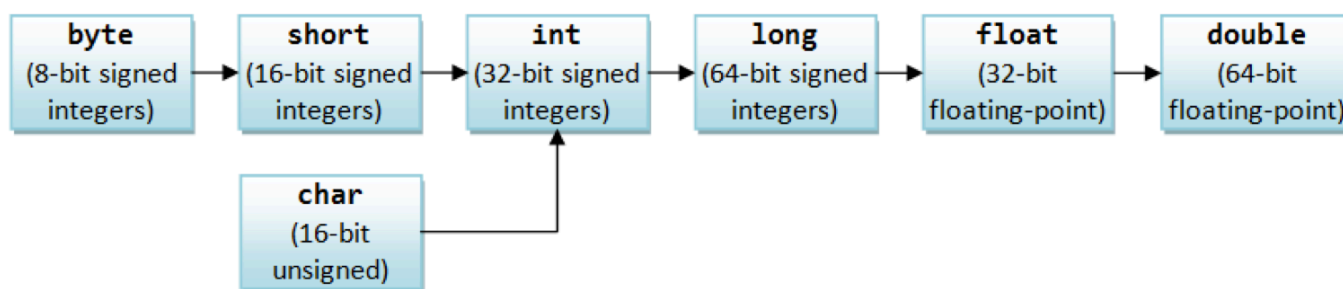 byte
(8-bit signed
integers)
short
(16-bit signed
integers)
int
(32-bit signed
integers)
long
(64-bit signed
integers)
float
(32-bit
floating-point)
double
(64-bit
floating-point)
char
(16-bit
unsigned)